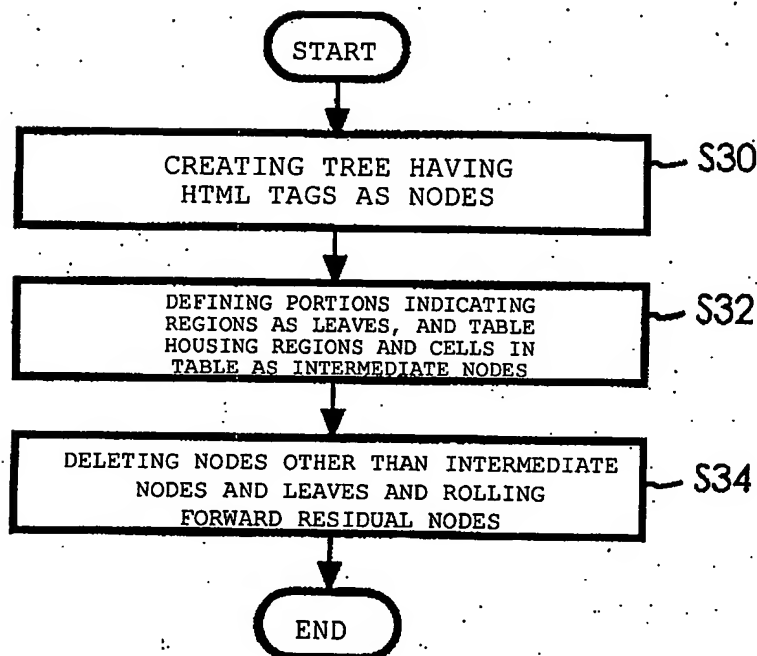 START
CREATING TREE HAVING
HTML TAGS AS NODES
S30
DEFINING PORTIONS INDICATING
REGIONS AS LEAVES, AND TABLE
HOUSING REGIONS AND CELLS IN
TABLE AS INTERMEDIATE NODES
S32
DELETING NODES OTHER THAN INTERMEDIATE
NODES AND LEAVES AND ROLLING
FORWARD RESIDUAL NODES
S34
END